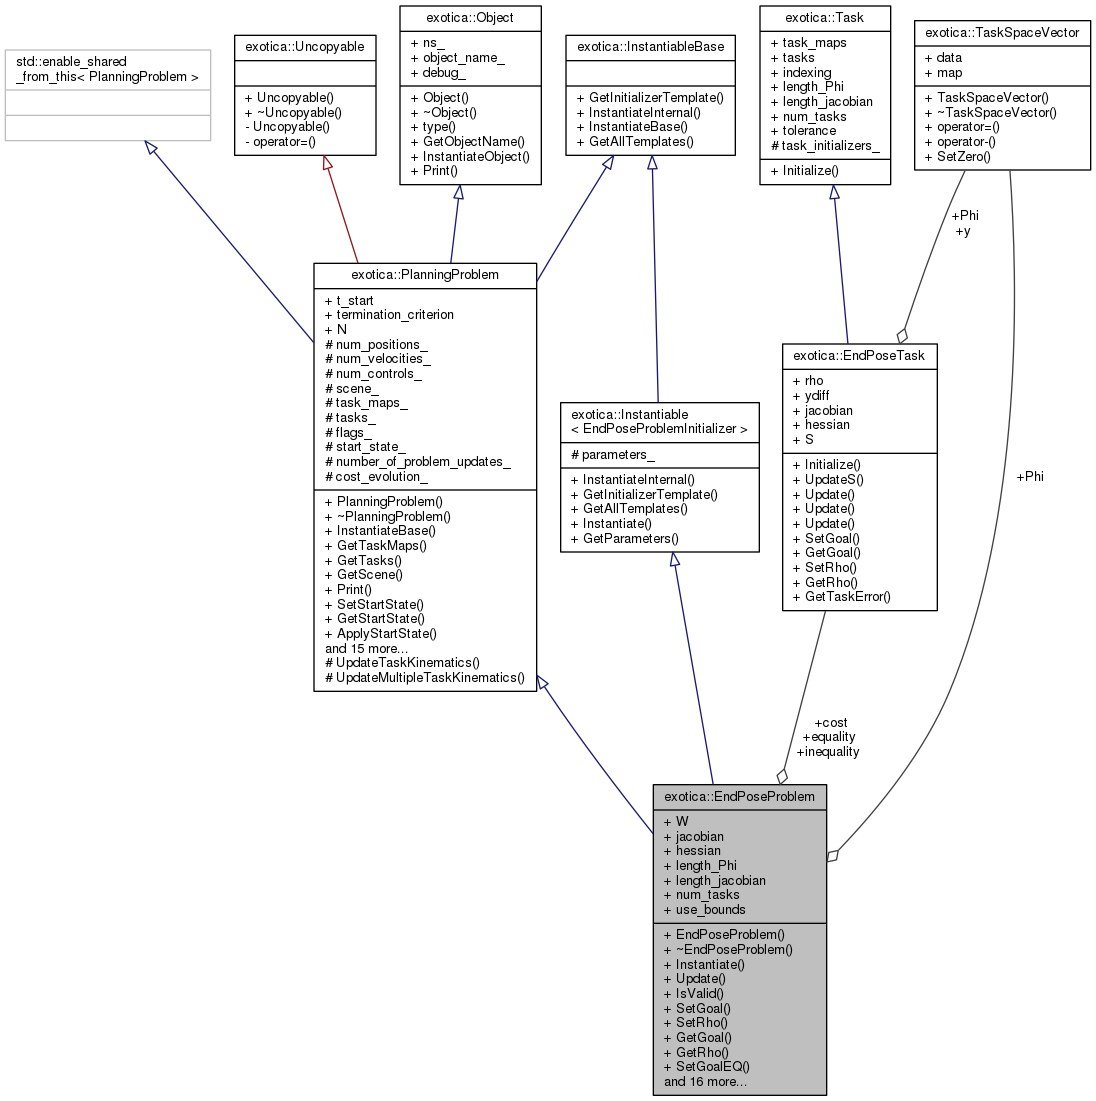 std::enable_shared
_from_this< PlanningProblem >
exotica::Uncopyable
+ Uncopyable()
+ ~Uncopyable()
- Uncopyable()
- operator=()
exotica::Object
+ ns_
+ object_name_
+ debug_
+ Object()
+ ~Object()
+ type()
+ GetObjectName()
+ InstantiateObject()
+ Print()
exotica::InstantiableBase
+ GetInitializerTemplate()
+ InstantiateInternal()
+ InstantiateBase()
+ GetAllTemplates()
exotica::Task
+ task_maps
+ tasks
+ indexing
+ length_Phi
+ length_jacobian
+ num_tasks
+ tolerance
# task_initializers_
+ Initialize()
exotica::TaskSpaceVector
+ data
+ map
+ TaskSpaceVector()
+ ~TaskSpaceVector()
+ operator=()
+ operator-()
+ SetZero()
+Phi
+y
exotica::PlanningProblem
+ t_start
+ termination_criterion
+ N
# num_positions_
# num_velocities_
# num_controls_
# scene_
# task_maps_
# tasks_
# flags_
# start_state_
# number_of_problem_updates_
# cost_evolution_
+ PlanningProblem()
+ ~PlanningProblem()
+ InstantiateBase()
+ GetTaskMaps()
+ GetTasks()
+ GetScene()
+ Print()
+ SetStartState()
+ GetStartState()
+ ApplyStartState()
and 15 more...
# UpdateTaskKinematics()
# UpdateMultipleTaskKinematics()
exotica::Instantiable
< EndPoseProblemInitializer >
# parameters_
+ InstantiateInternal()
+ GetInitializerTemplate()
+ GetAllTemplates()
+ Instantiate()
+ GetParameters()
exotica::EndPoseTask
+ rho
+ ydiff
+ jacobian
+ hessian
+ S
+ Initialize()
+ UpdateS()
+ Update()
+ Update()
+ Update()
+ SetGoal()
+ GetGoal()
+ SetRho()
+ GetRho()
+ GetTaskError()
+Phi
+cost
+equality
+inequality
exotica::EndPoseProblem
+ W
+ jacobian
+ hessian
+ length_Phi
+ length_jacobian
+ num_tasks
+ use_bounds
+ EndPoseProblem()
+ ~EndPoseProblem()
+ Instantiate()
+ Update()
+ IsValid()
+ SetGoal()
+ SetRho()
+ GetGoal()
+ GetRho()
+ SetGoalEQ()
and 16 more...